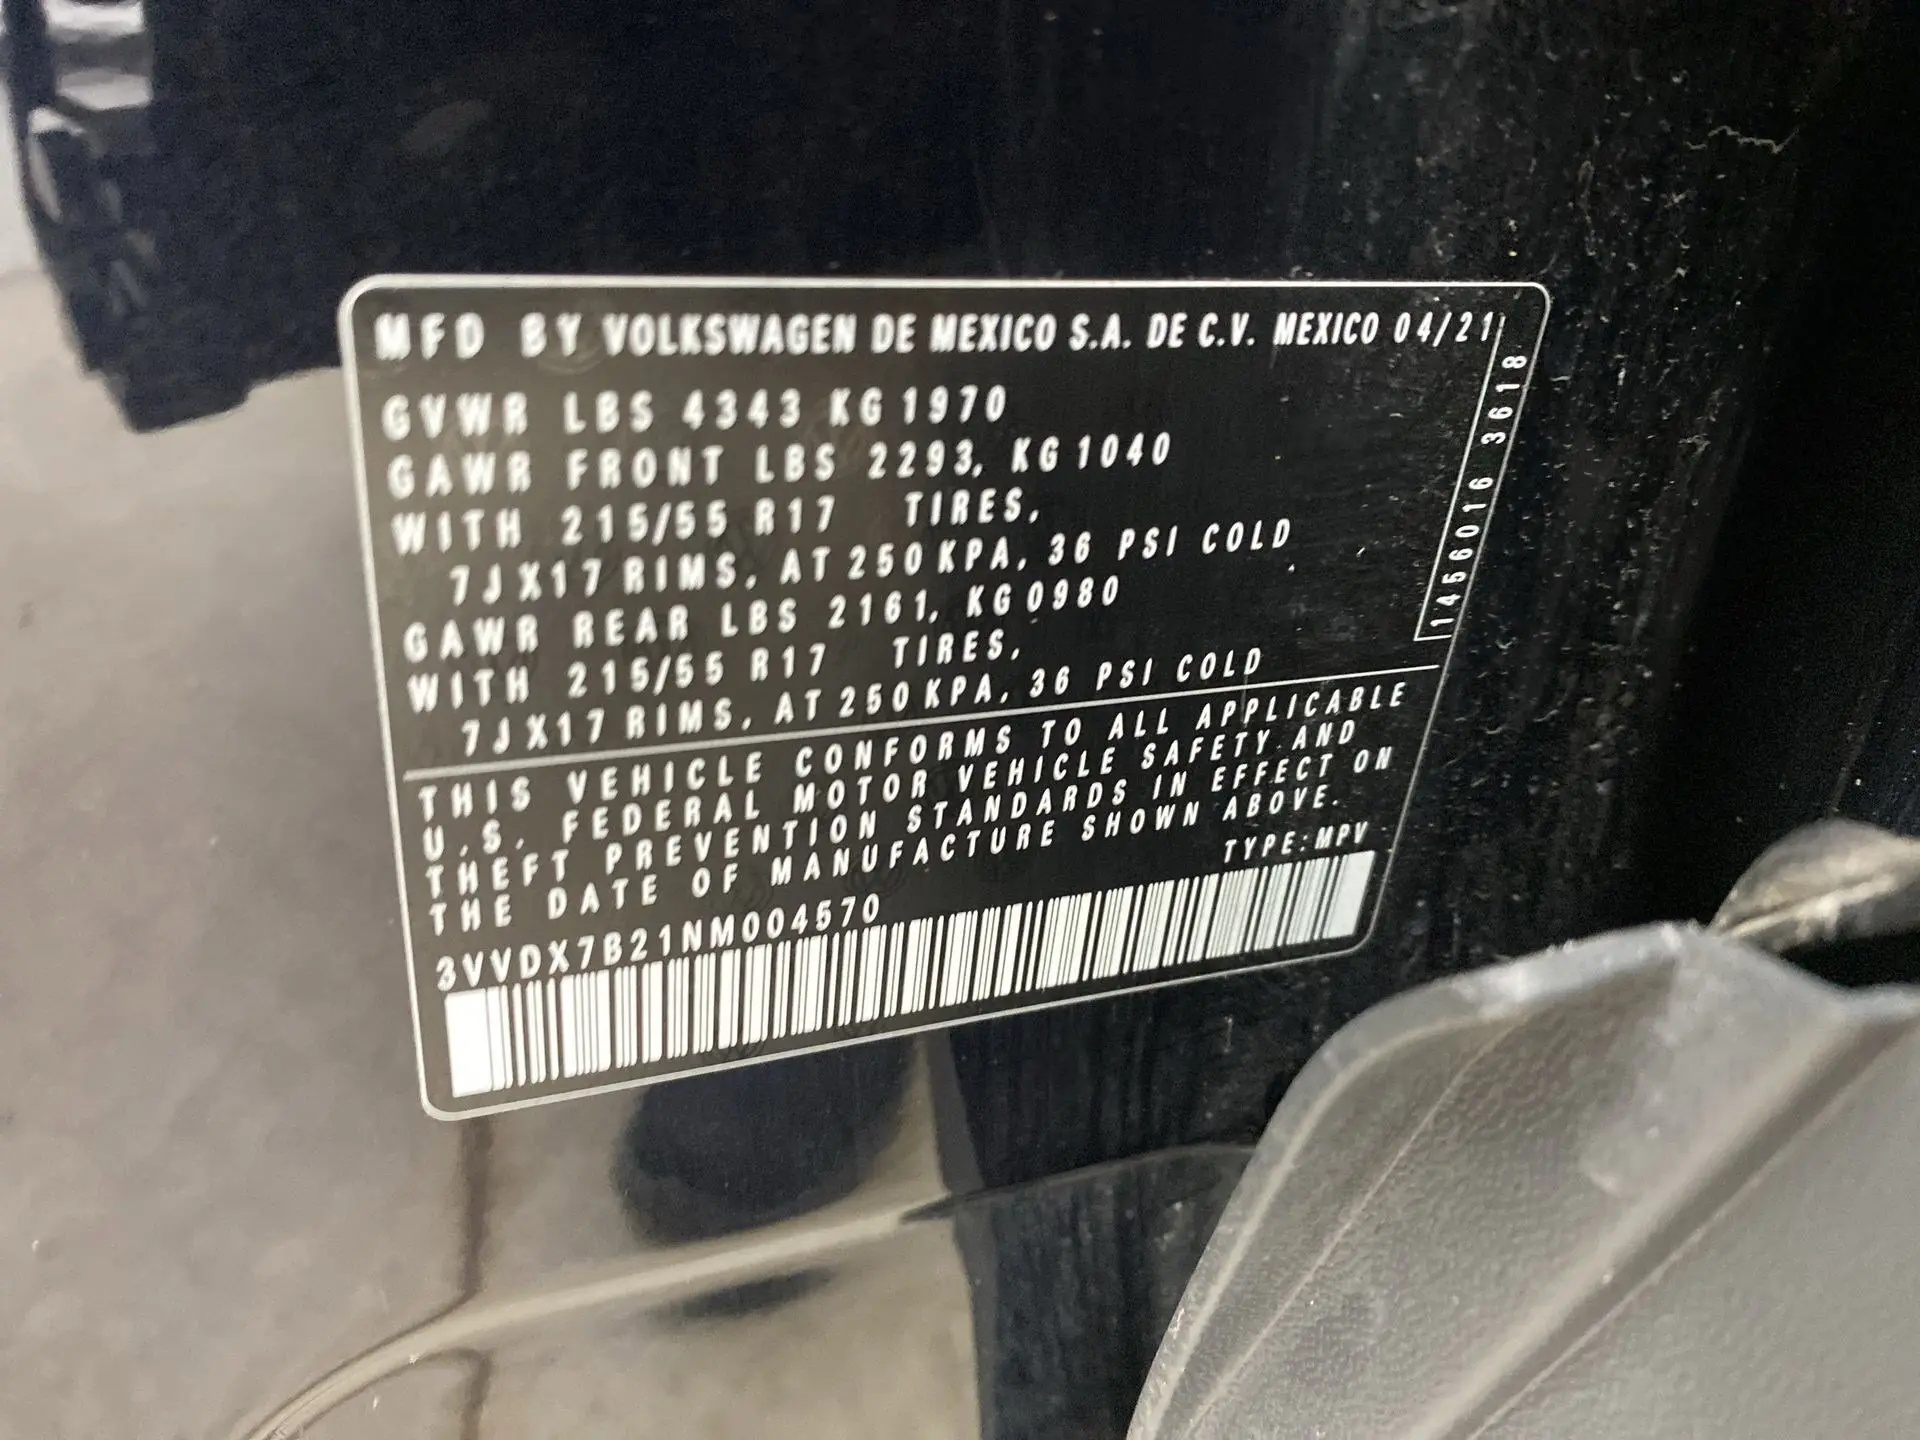 MFD BY VOLKSWAGEN DE MEXICO S.A. DE C.V. MEXICO 04/21
GVWR LBS 4343 KG 1970
GAWR FRONT LBS 2293, KG 1040
WITH 215/55 R17 TIRES,
7J X17 RIMS, AT 250 KPA, 36 PSI COLD
GAWR REAR LBS 2161, KG 0980
WITH 215/55 R17 TIRES,
7J X17 RIMS, AT 250 KPA, 36 PSI COLD
1456016 3618
THIS VEHICLE CONFORMS TO ALL APPLICABLE
U.S. FEDERAL MOTOR VEHICLE SAFETY AND
THEFT PREVENTION STANDARDS IN EFFECT ON
THE DATE OF MANUFACTURE SHOWN ABOVE.
TYPE: MPV
3VVDX7B21NM004570